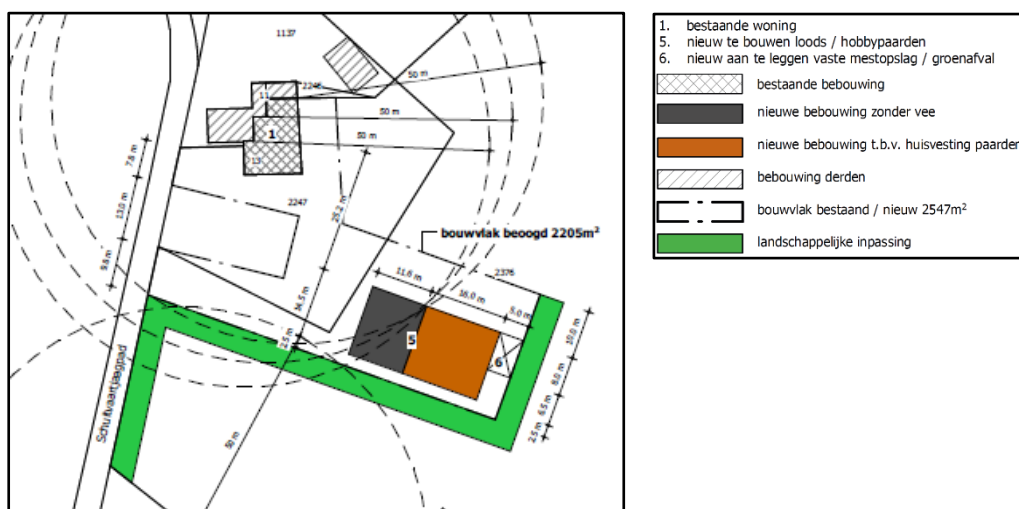 1137
50 m
2246
11
50 m
1
50 m
13
7.8 m
13.0 m
9.8 m
2247
25.2 m
bouwvlak beoogd 2205m²
2376
11.6 m
16.0 m
5.0 m
14.5 m
2.5 m
5
6
10.0 m
8.0 m
6.5 m
2.5 m
50 m
Schuitvaartjaagpad
1. bestaande woning
5. nieuw te bouwen loods / hobbypaarden
6. nieuw aan te leggen vaste mestopslag / groenafval
bestaande bebouwing
nieuwe bebouwing zonder vee
nieuwe bebouwing t.b.v. huisvesting paarden
bebouwing derden
bouwvlak bestaand / nieuw 2547m²
landschappelijke inpassing